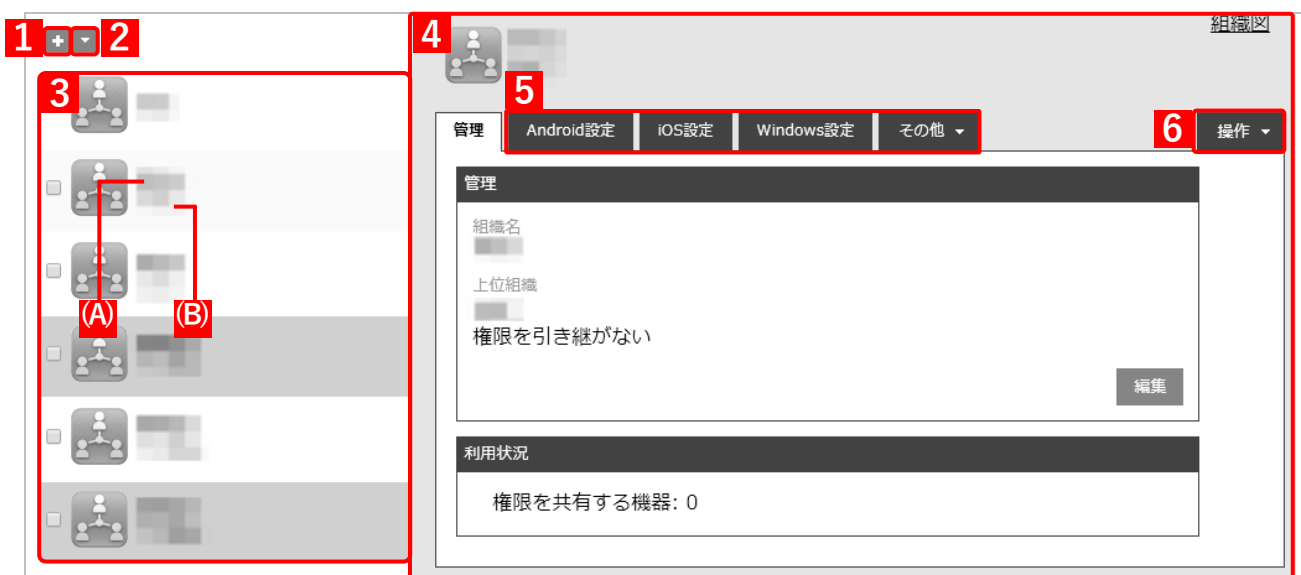 1 + 2
3
(A)
(B)
4
組織図
5
管理 Android設定 iOS設定 Windows設定 その他
6 操作
管理
組織名
上位組織
権限を引き継がない
編集
利用状況
権限を共有する機器: 0